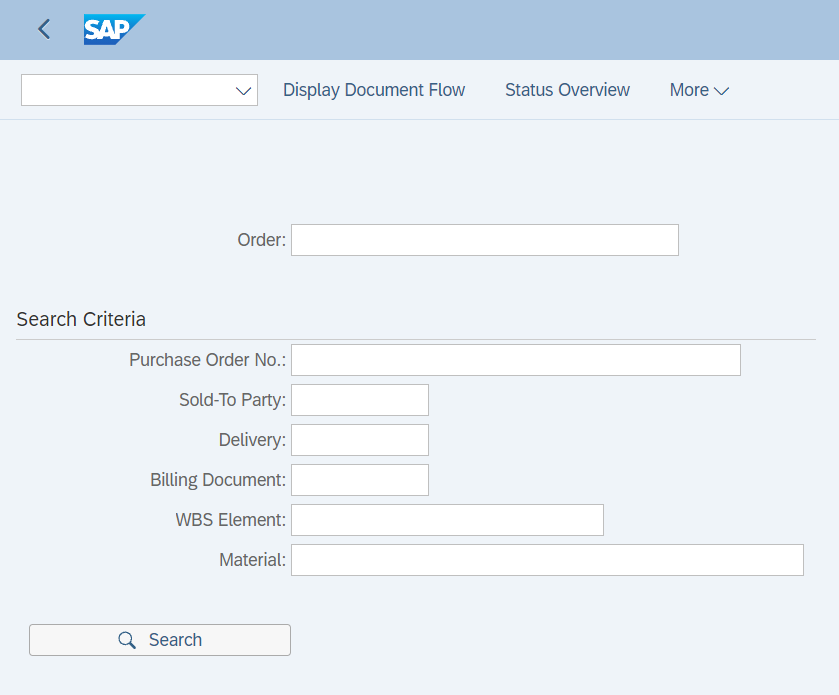 SAP
Display Document Flow Status Overview More
Order:
Search Criteria
Purchase Order No.:
Sold-To Party:
Delivery:
Billing Document:
WBS Element:
Material:
Search